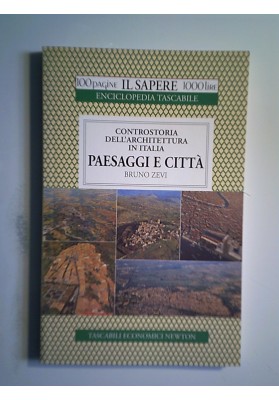 100 PAGINE IL SAPERE 1000 LIRE
ENCICLOPEDIA TASCABILE
CONTROSTORIA
DELL'ARCHITETTURA
IN ITALIA
PAESAGGI E CITTÀ
BRUNO ZEVI
TASCABILI ECONOMICI NEWTON